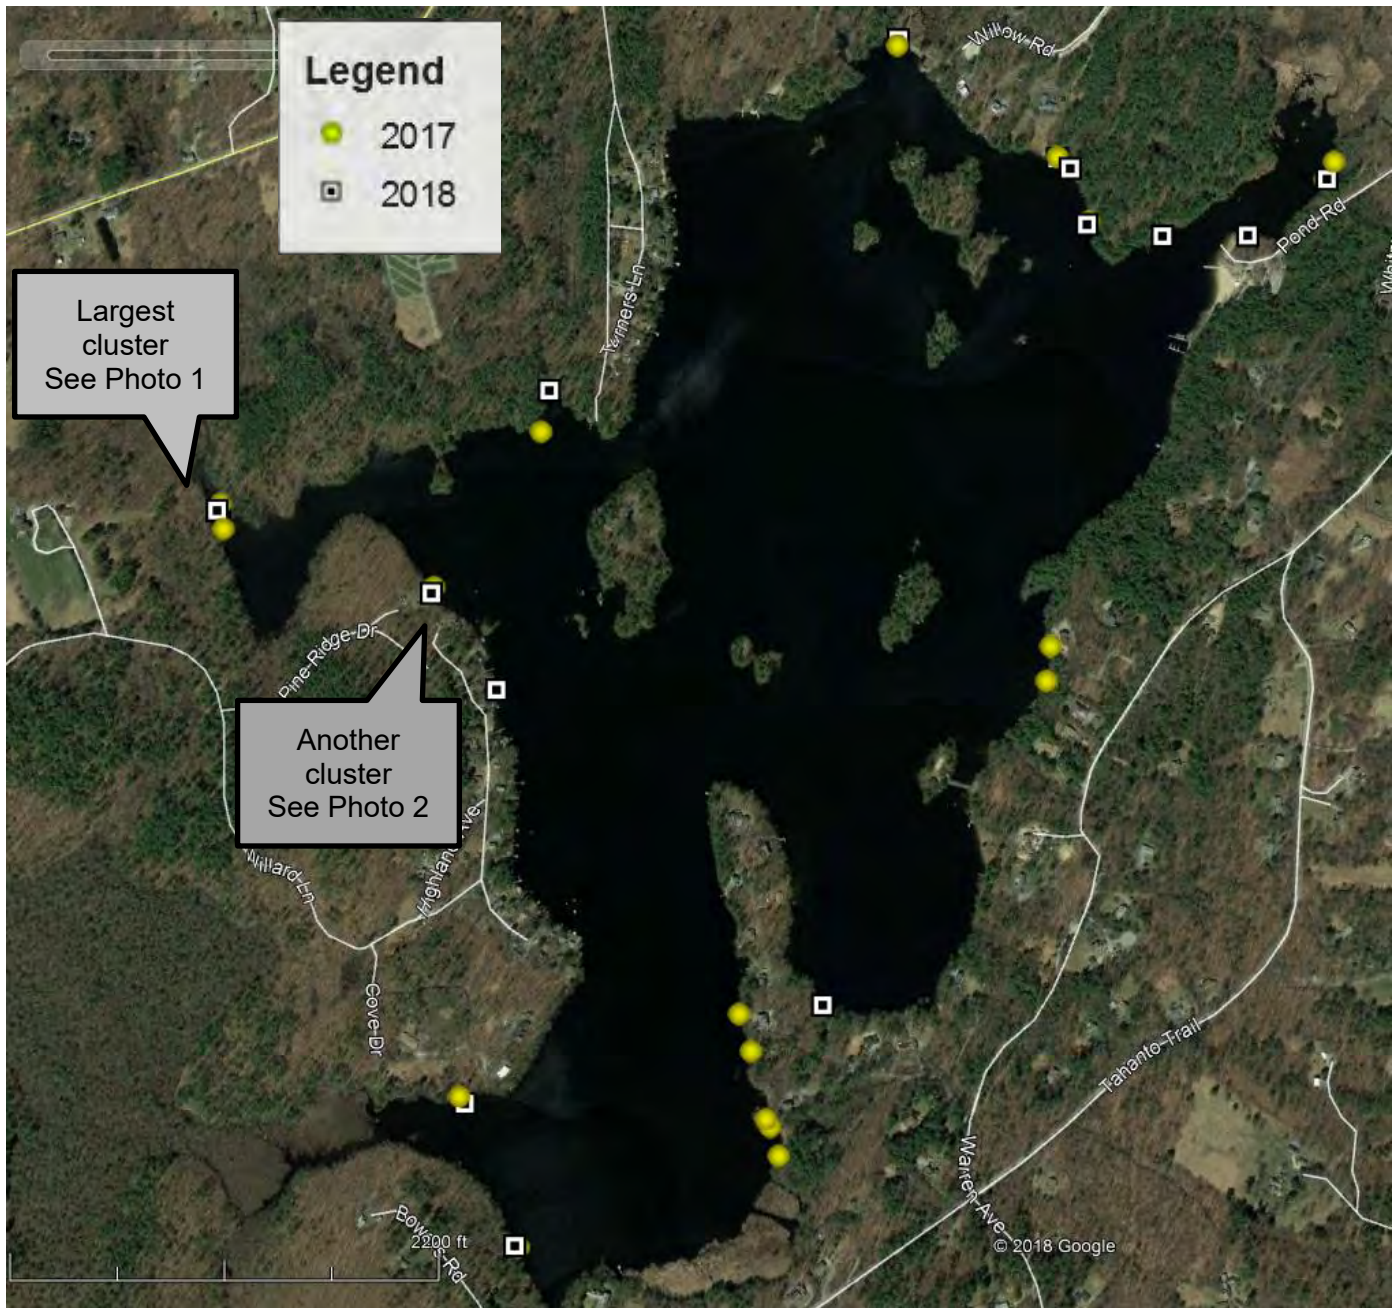 Legend
2017
2018
Willow Rd
Pond Rd
Turners Ln
Largest
cluster
See Photo 1
Pine Ridge Dr
Another
cluster
See Photo 2
Highland Ave
Willard Ln
Cove Dr
Tahanto Trail
Warren Ave
Bowers Rd
2200 ft
© 2018 Google